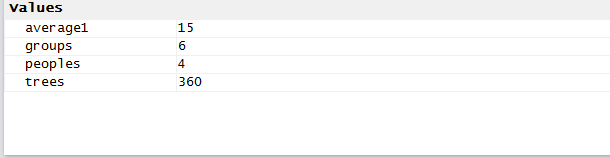 Values
average1 15
groups 6
peoples 4
trees 360